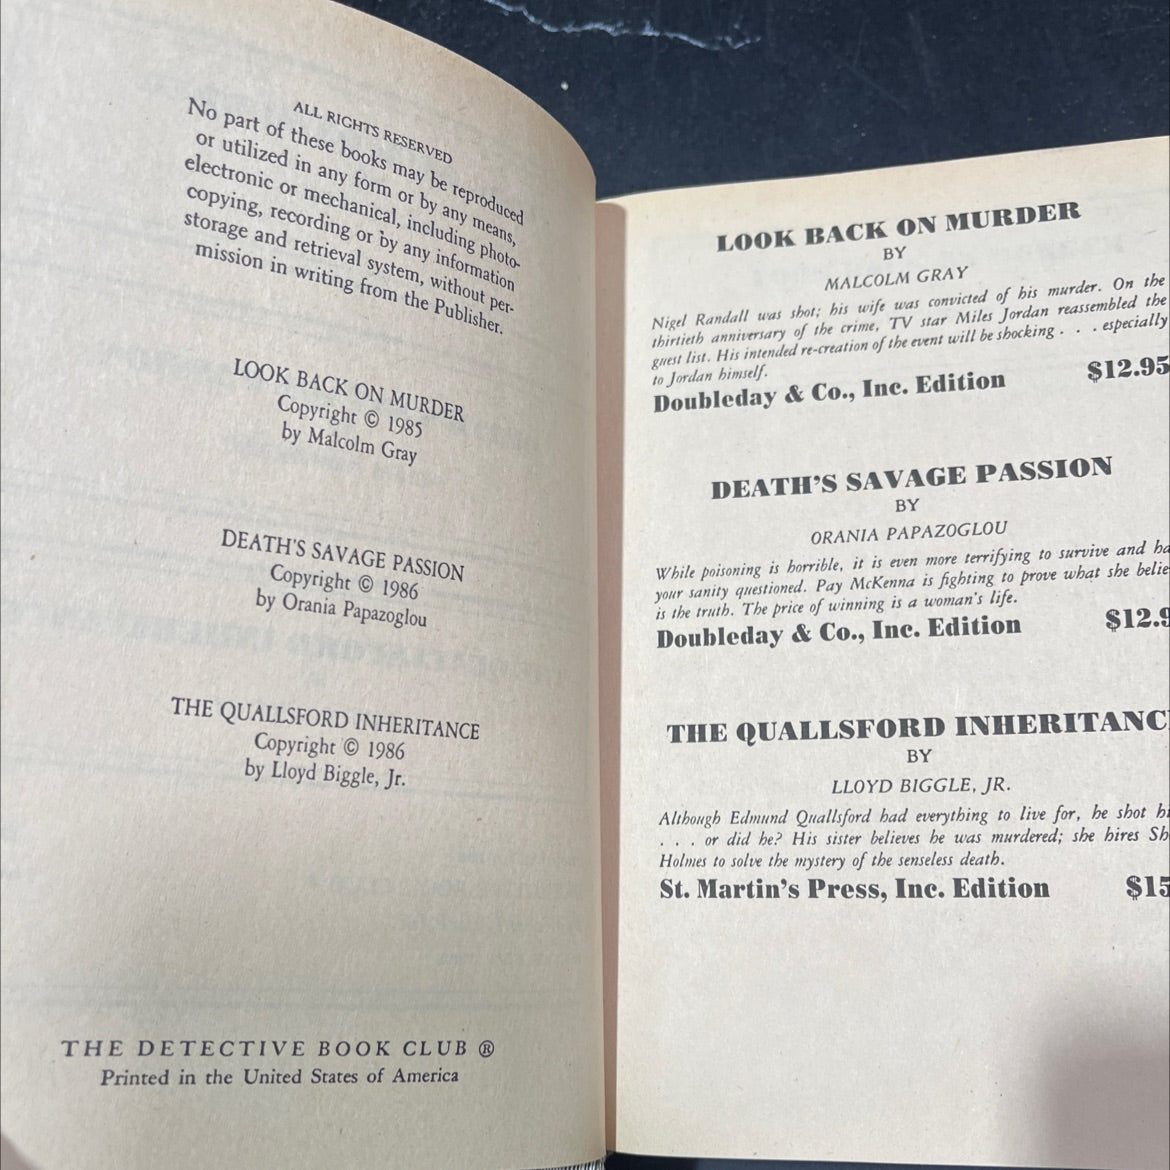 ALL RIGHTS RESERVED
No part of these books may be reproduced
or utilized in any form or by any means,
electronic or mechanical, including photo-
copying, recording or by any information
storage and retrieval system, without per-
mission in writing from the Publisher.
LOOK BACK ON MURDER
Copyright © 1985
by Malcolm Gray
DEATH'S SAVAGE PASSION
Copyright © 1986
by Orania Papazoglou
THE QUALLSFORD INHERITANCE
Copyright © 1986
by Lloyd Biggle, Jr.
THE DETECTIVE BOOK CLUB ®
Printed in the United States of America
LOOK BACK ON MURDER
BY
MALCOLM GRAY
Nigel Randall was shot; his wife was convicted of his murder. On the
thirtieth anniversary of the crime, TV star Miles Jordan reassembled the
guest list. His intended re-creation of the event will be shocking . . . especially
to Jordan himself.
Doubleday & Co., Inc. Edition $12.95
DEATH'S SAVAGE PASSION
BY
ORANIA PAPAZOGLOU
While poisoning is horrible, it is even more terrifying to survive and ha
your sanity questioned. Pay McKenna is fighting to prove what she belie
is the truth. The price of winning is a woman's life.
Doubleday & Co., Inc. Edition $12.9
THE QUALLSFORD INHERITANC
BY
LLOYD BIGGLE, JR.
Although Edmund Quallsford had everything to live for, he shot hi
. . . or did he? His sister believes he was murdered; she hires Sh
Holmes to solve the mystery of the senseless death.
St. Martin's Press, Inc. Edition $15